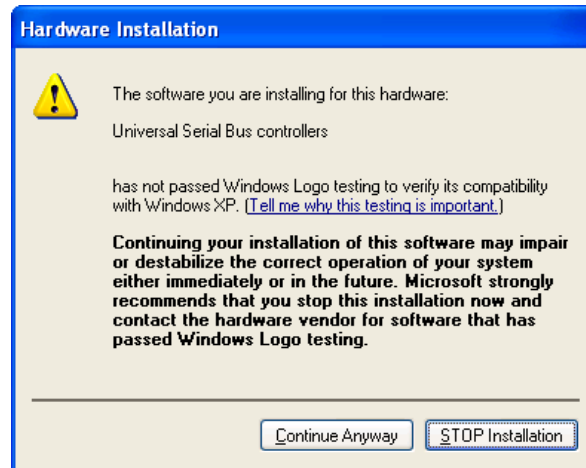 Hardware Installation
The software you are installing for this hardware:
Universal Serial Bus controllers
has not passed Windows Logo testing to verify its compatibility
with Windows XP. (Tell me why this testing is important.)
Continuing your installation of this software may impair
or destabilize the correct operation of your system
either immediately or in the future. Microsoft strongly
recommends that you stop this installation now and
contact the hardware vendor for software that has
passed Windows Logo testing.
Continue Anyway
STOP Installation